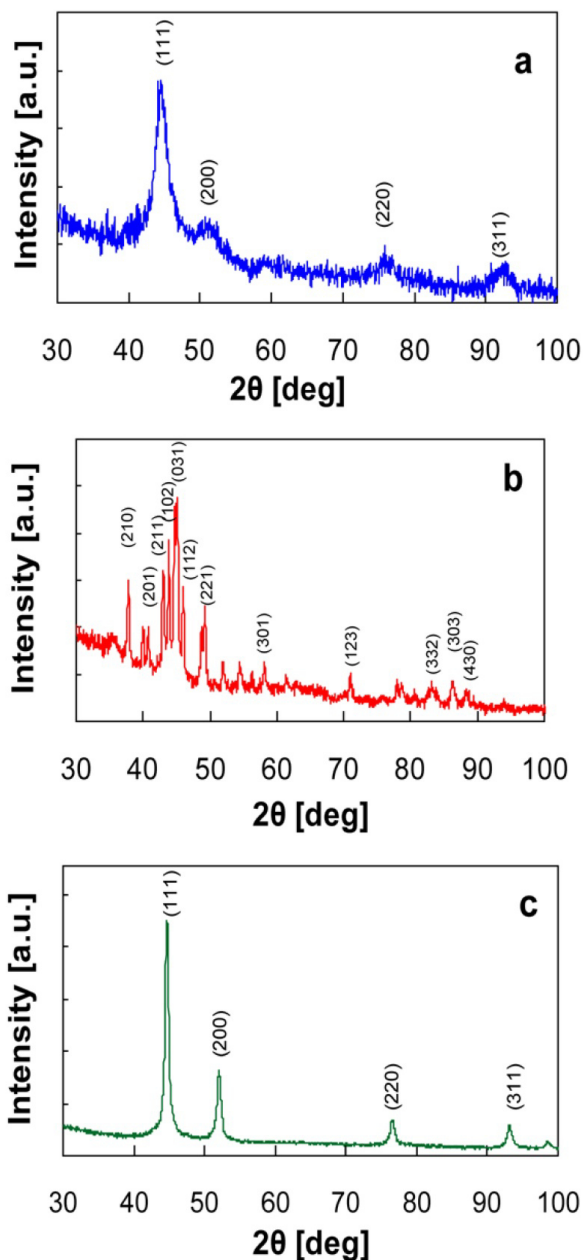 a
Intensity [a.u.]
(111)
(200)
(220)
(311)
30 40 50 60 70 80 90 100
2θ [deg]
b
Intensity [a.u.]
(210)
(201)
(211)
(102)
(031)
(112)
(221)
(301)
(123)
(332)
(303)
(430)
30 40 50 60 70 80 90 100
2θ [deg]
c
Intensity [a.u.]
(111)
(200)
(220)
(311)
30 40 50 60 70 80 90 100
2θ [deg]